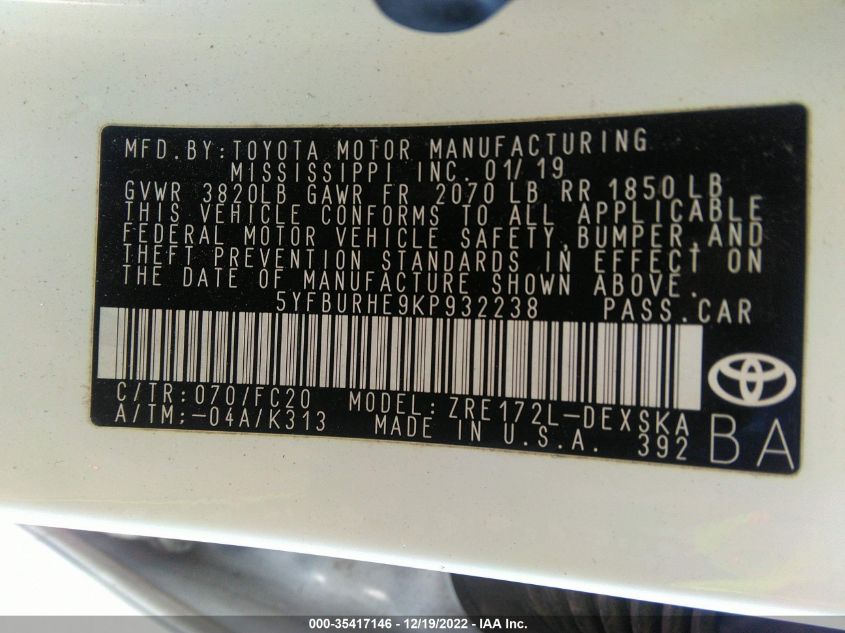 MFD.BY:TOYOTA MOTOR MANUFACTURING
MISSISSIPPI INC. 01/19
GVWR 3820LB GAWR FR 2070 LB RR 1850 LB
THIS VEHICLE CONFORMS TO ALL APPLICABLE
FEDERAL MOTOR VEHICLE SAFETY,BUMPER,AND
THEFT PREVENTION STANDARDS IN EFFECT ON
THE DATE OF MANUFACTURE SHOWN ABOVE.
5YFBURHE9KP932238 PASS.CAR
C/TR:070/FC20 MODEL:ZRE172L-DEXSKA
A/TM:-04A/K313 MADE IN U.S.A. 392
BA
000-35417146 - 12/19/2022 - IAA Inc.